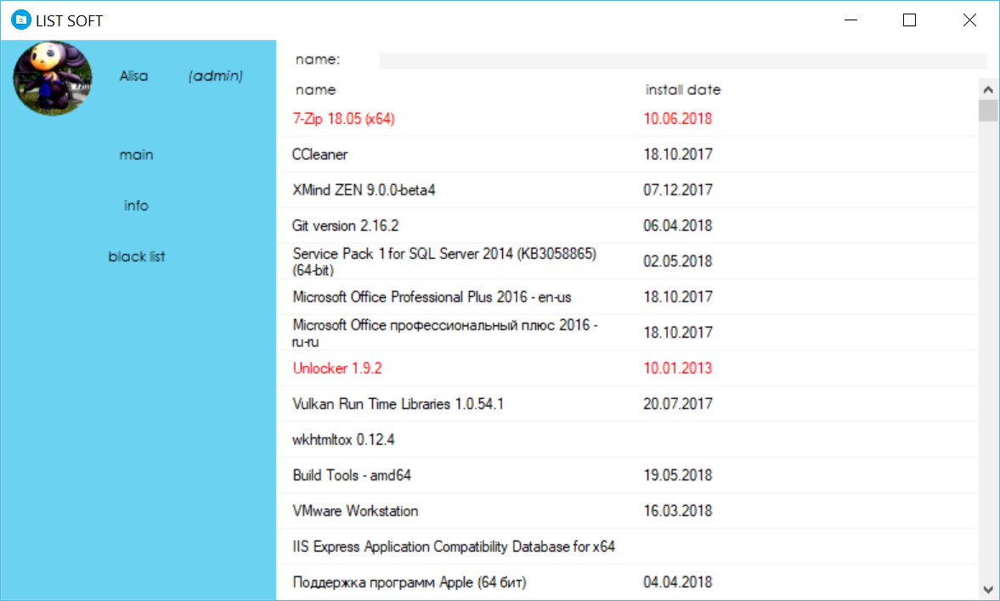 LIST SOFT
Alisa (admin)
main
info
black list
name:
name install date
7-Zip 18.05 (x64) 10.06.2018
CCleaner 18.10.2017
XMind ZEN 9.0.0-beta4 07.12.2017
Git version 2.16.2 06.04.2018
Service Pack 1 for SQL Server 2014 (KB3058865)
(64-bit) 02.05.2018
Microsoft Office Professional Plus 2016 - en-us 18.10.2017
Microsoft Office профессиональный плюс 2016 -
ru-ru 18.10.2017
Unlocker 1.9.2 10.01.2013
Vulkan Run Time Libraries 1.0.54.1 20.07.2017
wkhtmltox 0.12.4
Build Tools - amd64 19.05.2018
VMware Workstation 16.03.2018
IIS Express Application Compatibility Database for x64
Поддержка программ Apple (64 бит) 04.04.2018